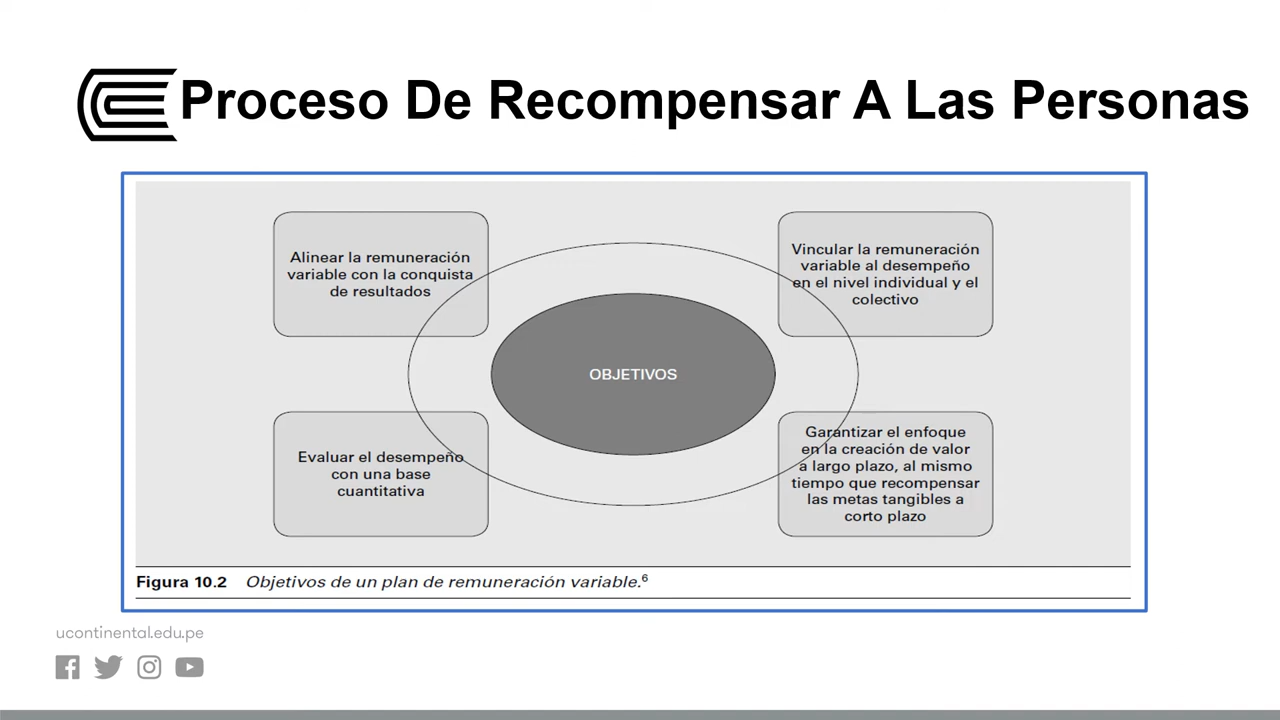 Proceso De Recompensar A Las Personas
Alinear la remuneración
variable con la conquista
de resultados
Vincular la remuneración
variable al desempeño
en el nivel individual y el
colectivo
OBJETIVOS
Evaluar el desempeño
con una base
cuantitativa
Garantizar el enfoque
en la creación de valor
a largo plazo, al mismo
tiempo que recompensar
las metas tangibles a
corto plazo
Figura 10.2 Objetivos de un plan de remuneración variable.⁶
ucontinental.edu.pe